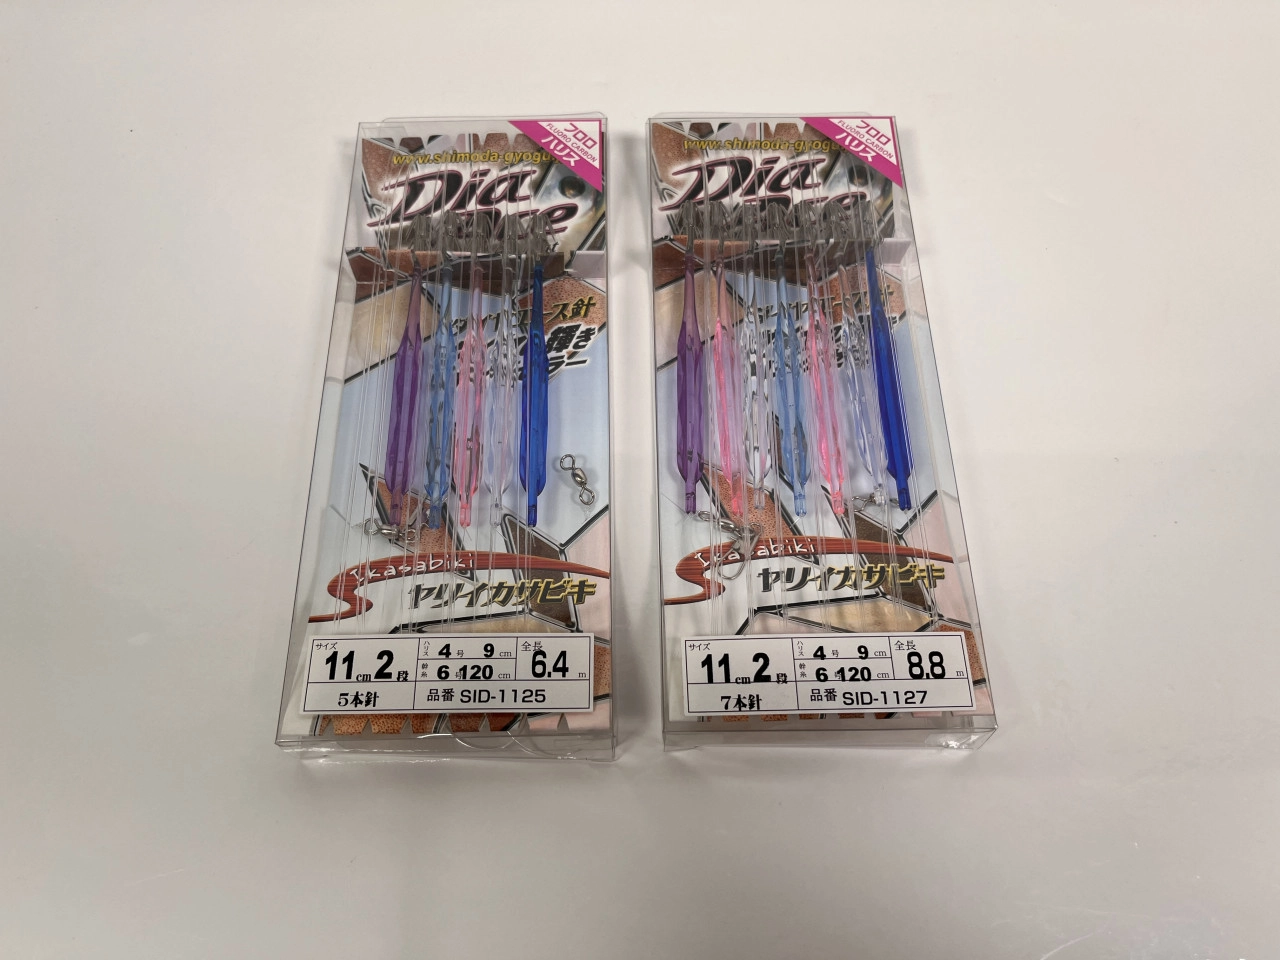 フロロ
FLUORO CARBON
ハリス
www.shimoda-gyogu.
Dia
Ikasabiki
ヤリイカサビキ
サイズ
11cm 2段
ハリス 4号 9cm
幹糸 6号 120cm
全長
6.4m
5本針
品番 SID-1125
フロロ
FLUORO CARBON
ハリス
www.shimoda-gyogu.
Dia
Ikasabiki
ヤリイカサビキ
サイズ
11cm 2段
ハリス 4号 9cm
幹糸 6号 120cm
全長
8.8m
7本針
品番 SID-1127